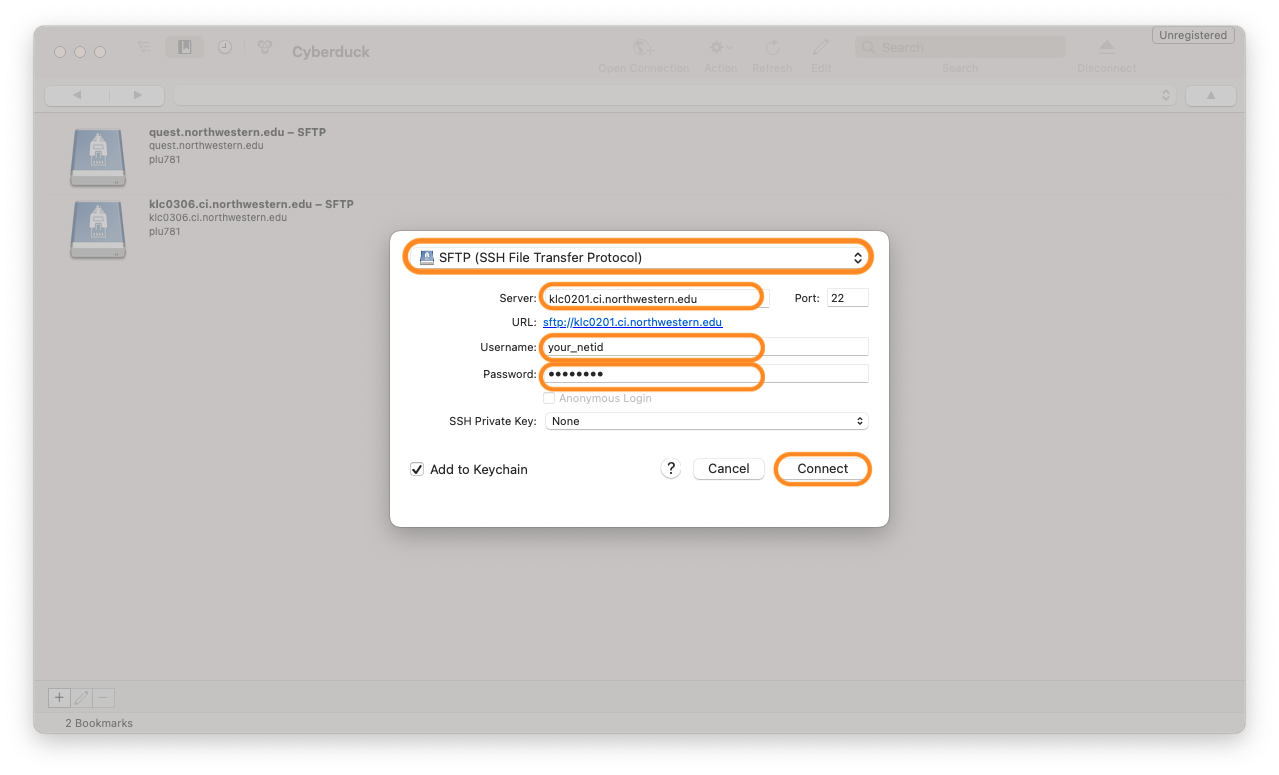 Unregistered
Cyberduck
Search
Open Connection
Action
Refresh
Edit
Search
Disconnect
quest.northwestern.edu – SFTP
quest.northwestern.edu
plu781
klc0306.ci.northwestern.edu – SFTP
klc0306.ci.northwestern.edu
plu781
SFTP (SSH File Transfer Protocol)
Server: klc0201.ci.northwestern.edu Port: 22
URL: sftp://klc0201.ci.northwestern.edu
Username: your_netid
Password: ••••••••
Anonymous Login
SSH Private Key: None
Add to Keychain ? Cancel Connect
2 Bookmarks